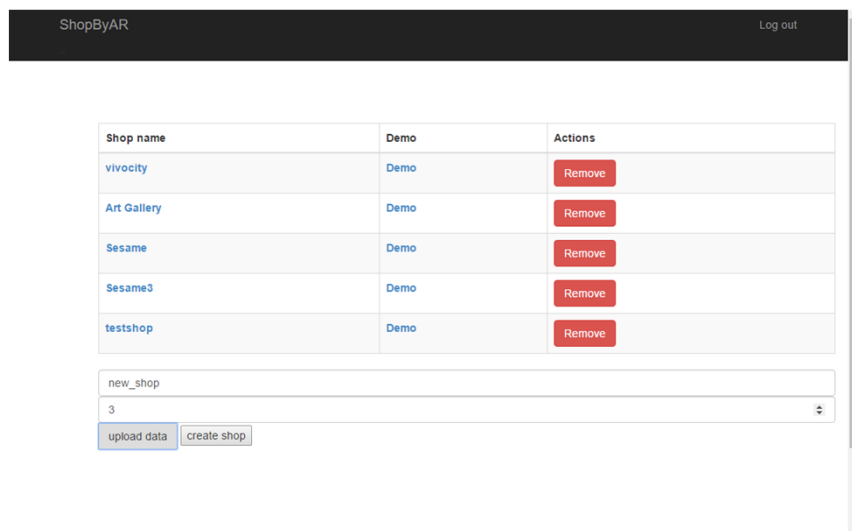 ShopByAR Log out
Shop name Demo Actions
vivocity Demo Remove
Art Gallery Demo Remove
Sesame Demo Remove
Sesame3 Demo Remove
testshop Demo Remove
new_shop
3
upload data create shop